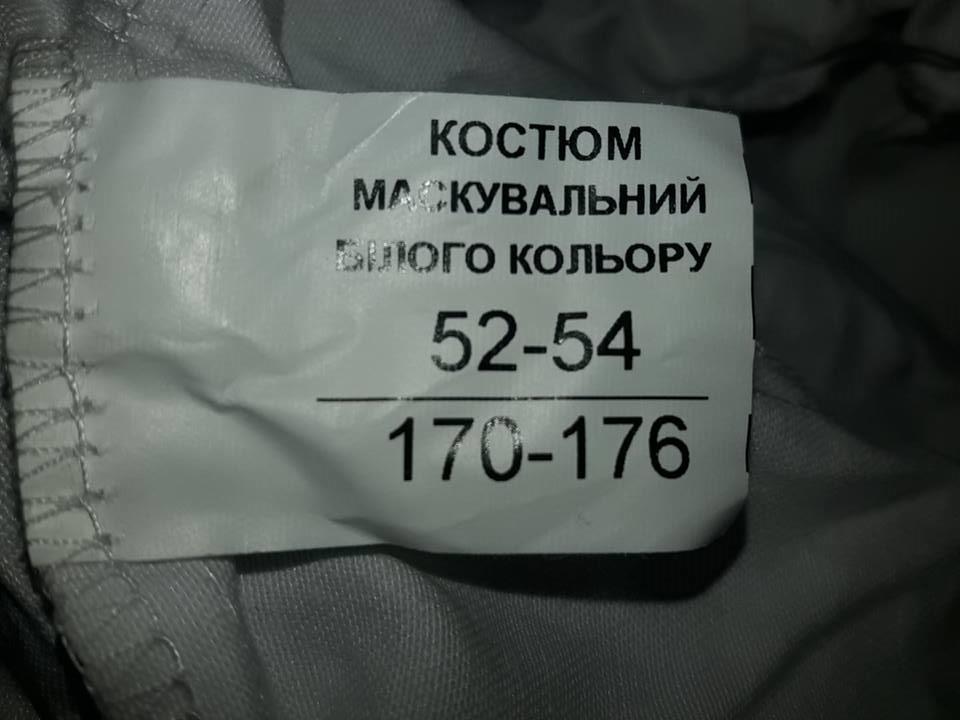 КОСТЮМ
МАСКУВАЛЬНИЙ
БІЛОГО КОЛЬОРУ
52-54
170-176